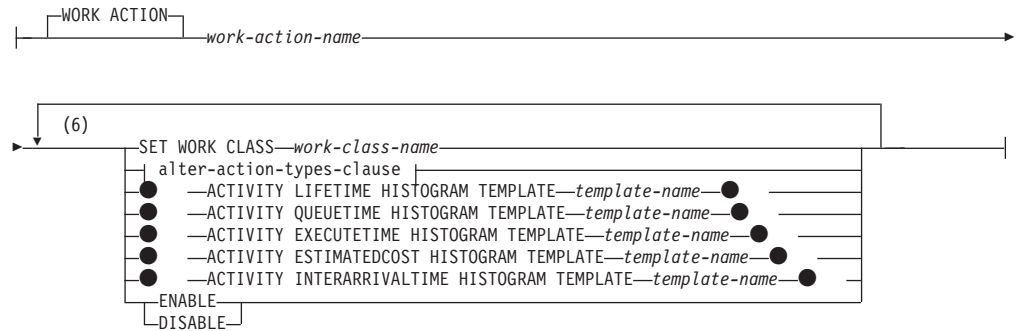 WORK ACTION
work-action-name
(6)
SET WORK CLASS work-class-name
alter-action-types-clause
ACTIVITY LIFETIME HISTOGRAM TEMPLATE template-name
ACTIVITY QUEUETIME HISTOGRAM TEMPLATE template-name
ACTIVITY EXECUTETIME HISTOGRAM TEMPLATE template-name
ACTIVITY ESTIMATEDCOST HISTOGRAM TEMPLATE template-name
ACTIVITY INTERARRIVALTIME HISTOGRAM TEMPLATE template-name
ENABLE
DISABLE